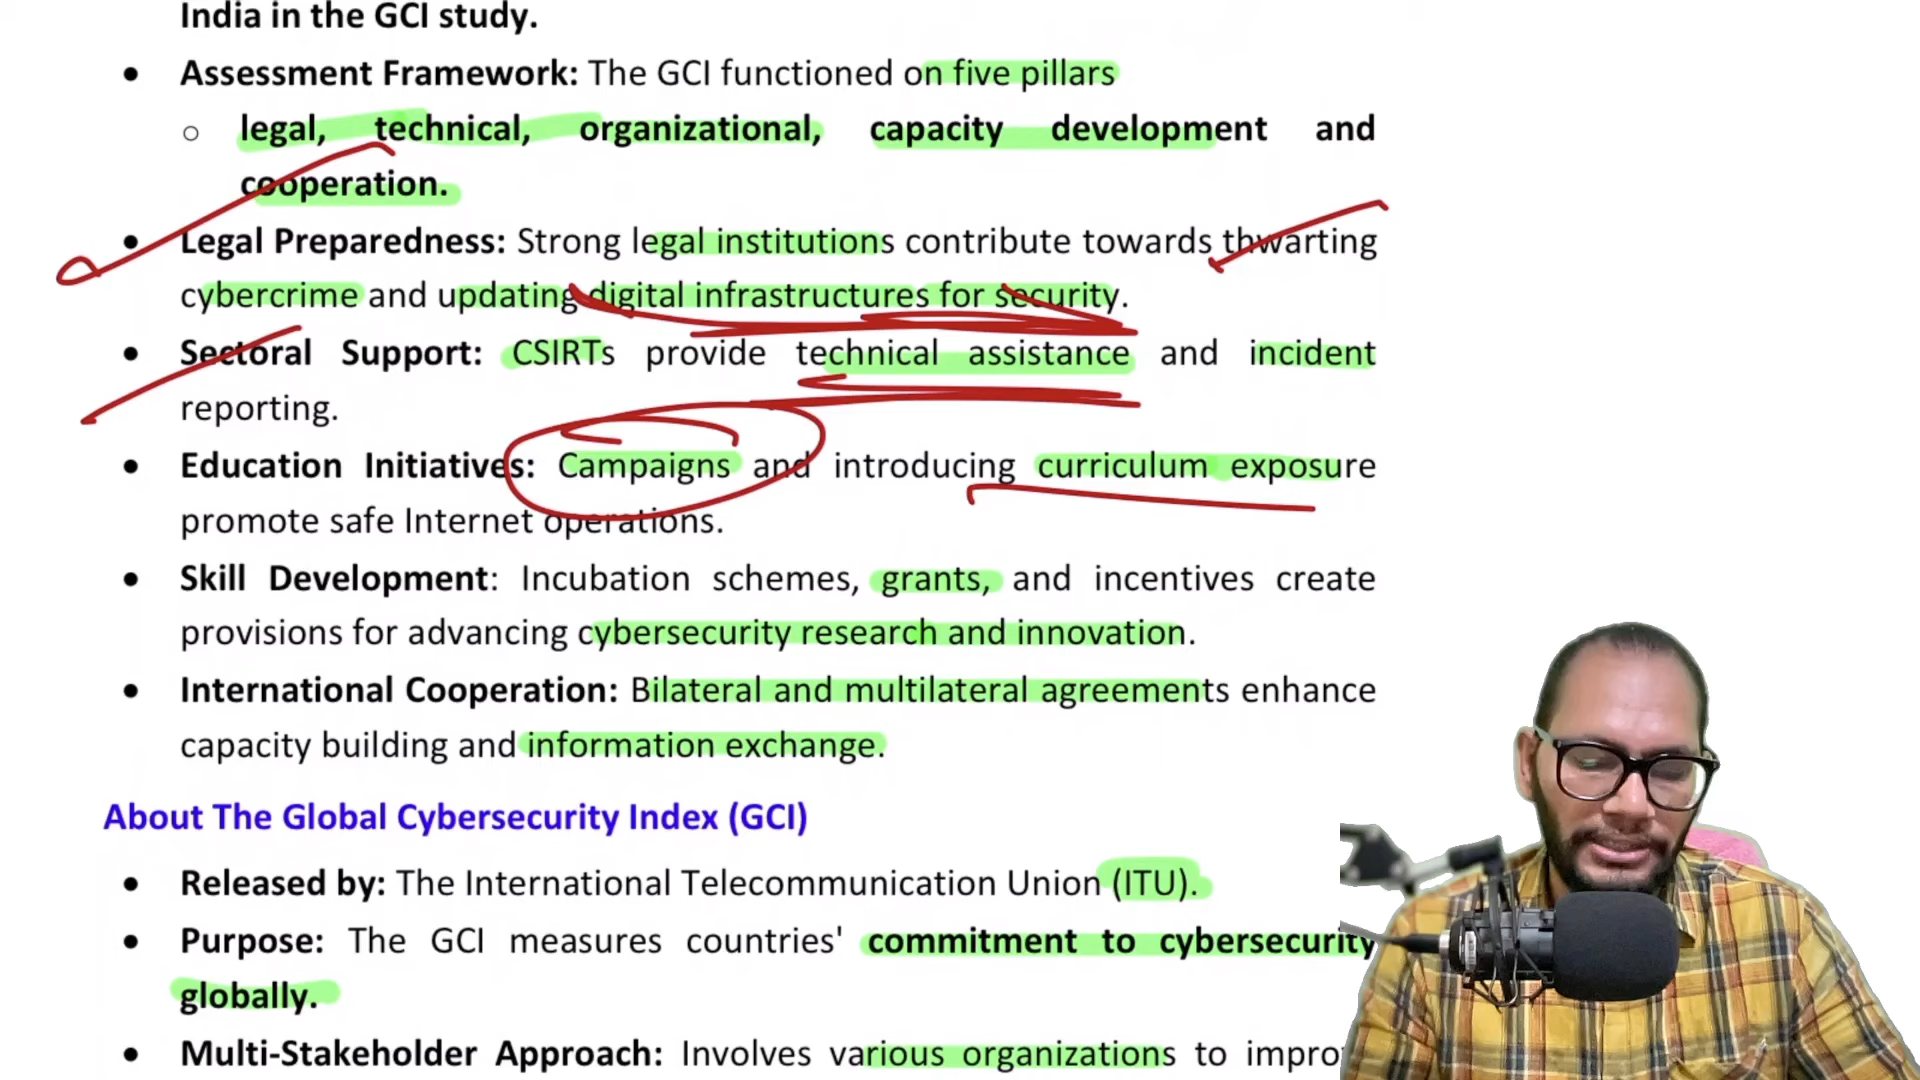 India in the GCI study.
• Assessment Framework: The GCI functioned on five pillars
○ legal, technical, organizational, capacity development and
cooperation.
• Legal Preparedness: Strong legal institutions contribute towards thwarting
cybercrime and updating digital infrastructures for security.
• Sectoral Support: CSIRTs provide technical assistance and incident
reporting.
• Education Initiatives: Campaigns and introducing curriculum exposure
promote safe Internet operations.
• Skill Development: Incubation schemes, grants, and incentives create
provisions for advancing cybersecurity research and innovation.
• International Cooperation: Bilateral and multilateral agreements enhance
capacity building and information exchange.
About The Global Cybersecurity Index (GCI)
• Released by: The International Telecommunication Union (ITU).
• Purpose: The GCI measures countries' commitment to cybersecurity
globally.
• Multi-Stakeholder Approach: Involves various organizations to